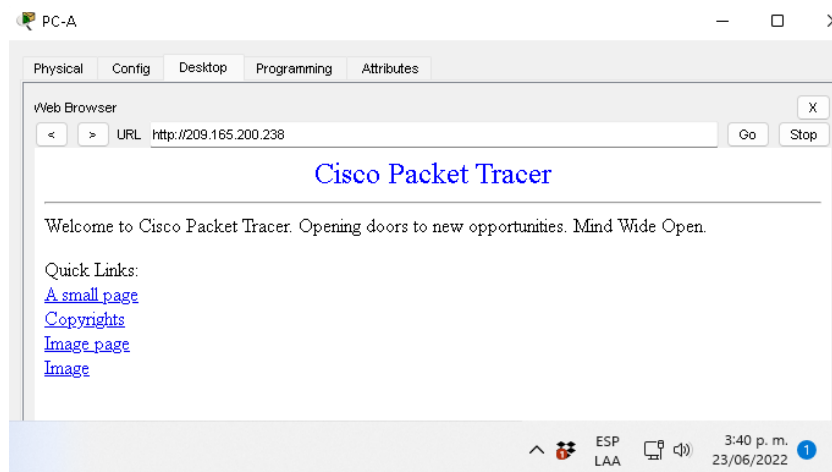 PC-A
Physical Config Desktop Programming Attributes
Web Browser X
< > URL http://209.165.200.238 Go Stop
Cisco Packet Tracer
Welcome to Cisco Packet Tracer. Opening doors to new opportunities. Mind Wide Open.
Quick Links:
A small page
Copyrights
Image page
Image
ESP 3:40 p. m.
LAA 23/06/2022 1